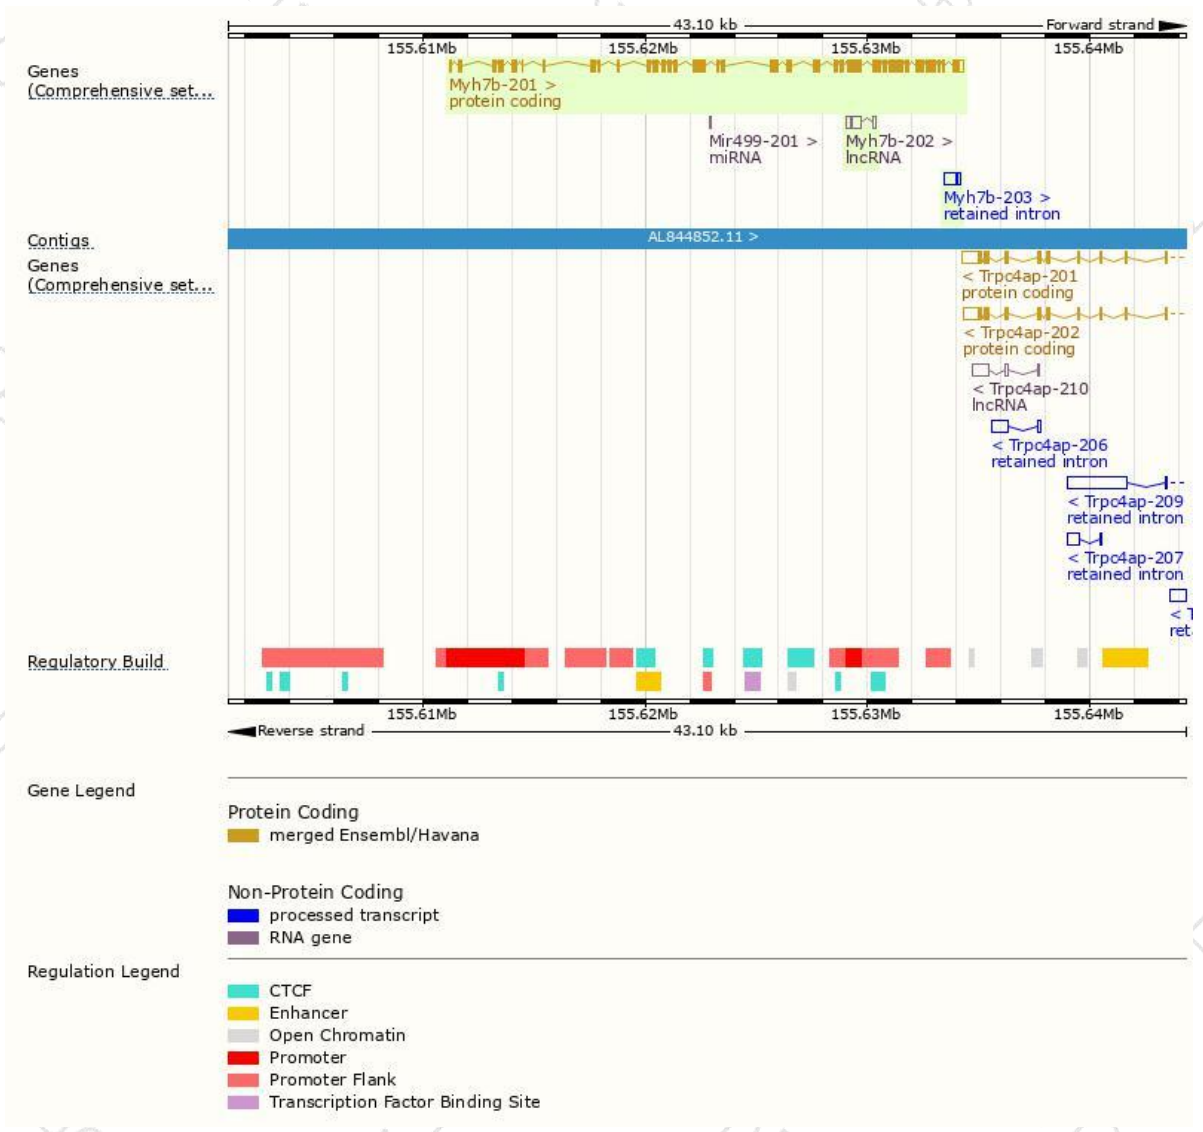 43.10 kb
Forward strand
155.61Mb 155.62Mb 155.63Mb 155.64Mb
Genes
(Comprehensive set...
Myh7b-201 >
protein coding
Mir499-201 >
miRNA
Myh7b-202 >
lncRNA
Myh7b-203 >
retained intron
Contigs
AL844852.11 >
Genes
(Comprehensive set...
< Trpc4ap-201
protein coding
< Trpc4ap-202
protein coding
< Trpc4ap-210
lncRNA
< Trpc4ap-206
retained intron
< Trpc4ap-209
retained intron
< Trpc4ap-207
retained intron
< T
ret
Regulatory Build
155.61Mb 155.62Mb 155.63Mb 155.64Mb
Reverse strand
43.10 kb
Gene Legend
Protein Coding
merged Ensembl/Havana
Non-Protein Coding
processed transcript
RNA gene
Regulation Legend
CTCF
Enhancer
Open Chromatin
Promoter
Promoter Flank
Transcription Factor Binding Site